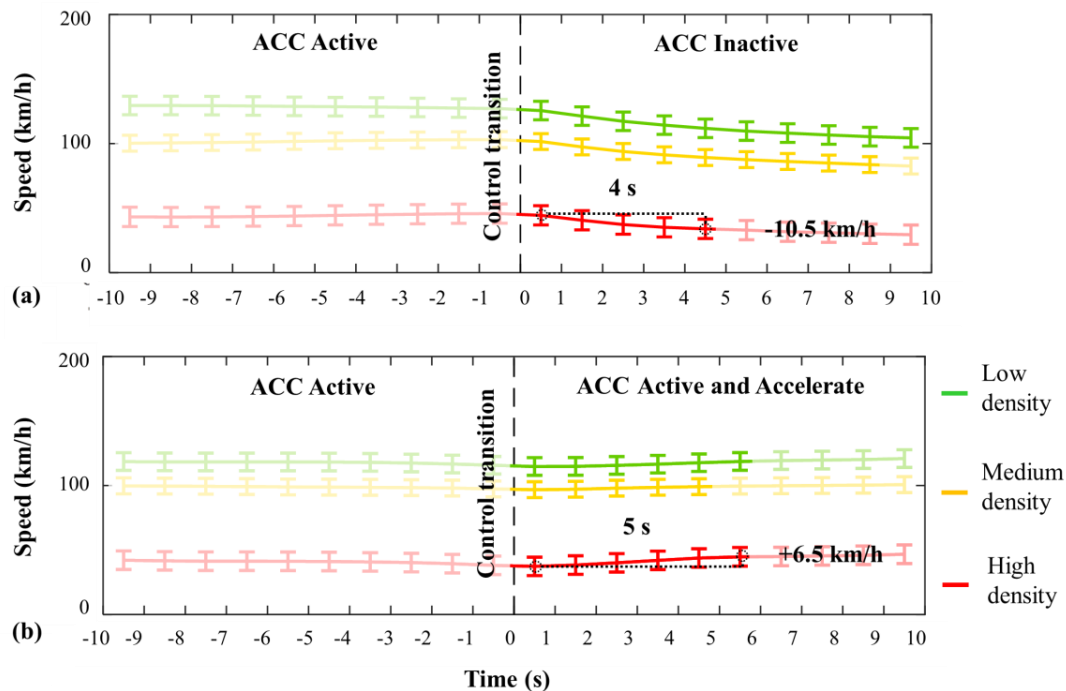 200
ACC Active
ACC Inactive
Speed (km/h)
Control transition
100
4 s
-10.5 km/h
0
-10 -9 -8 -7 -6 -5 -4 -3 -2 -1 0 1 2 3 4 5 6 7 8 9 10
(a)
200
ACC Active
ACC Active and Accelerate
Speed (km/h)
Control transition
100
5 s
+6.5 km/h
0
-10 -9 -8 -7 -6 -5 -4 -3 -2 -1 0 1 2 3 4 5 6 7 8 9 10
(b)
Time (s)
Low
density
Medium
density
High
density